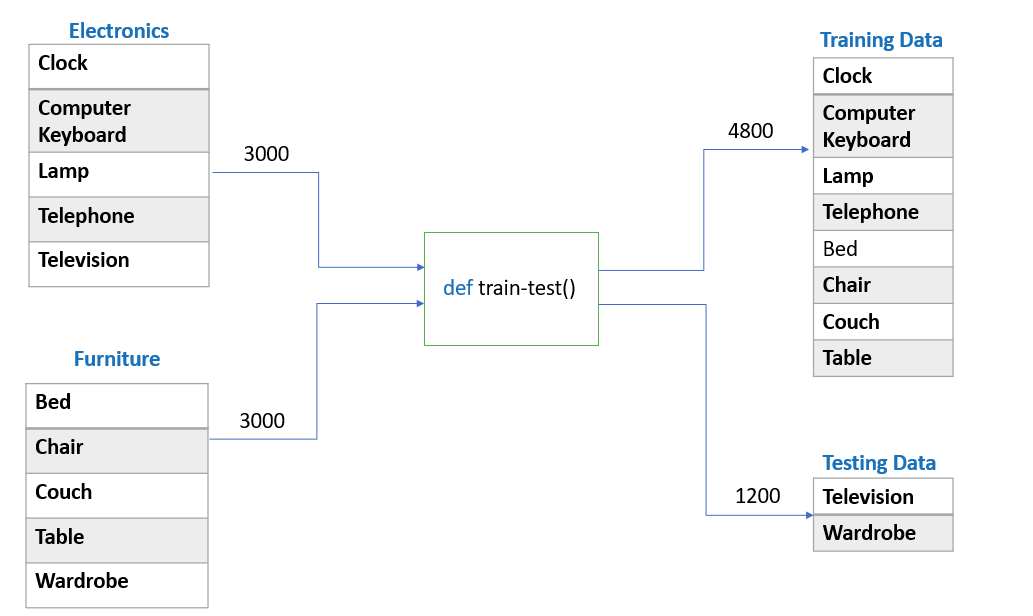 Electronics
Clock
Computer
Keyboard
Lamp
Telephone
Television
3000
Furniture
Bed
Chair
Couch
Table
Wardrobe
3000
def train-test()
4800
1200
Training Data
Clock
Computer
Keyboard
Lamp
Telephone
Bed
Chair
Couch
Table
Testing Data
Television
Wardrobe